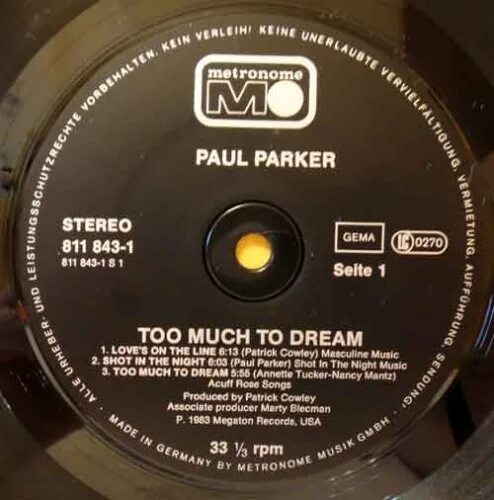 ALLE URHEBER- UND LEISTUNGSSCHUTZRECHTE VORBEHALTEN. KEIN VERLEIH! KEINE UNERLAUBTE VERVIELFÄLTIGUNG, VERMIETUNG, AUFFÜHRUNG, SENDUNG
metronome
M
PAUL PARKER
STEREO
811 843-1
811 843-1 S 1
GEMA
LC 0270
Seite 1
TOO MUCH TO DREAM
1. LOVE'S ON THE LINE 6:13 (Patrick Cowley) Masculine Music
2. SHOT IN THE NIGHT 6:03 (Paul Parker) Shot In The Night Music
3. TOO MUCH TO DREAM 5:55 (Annette Tucker-Nancy Mantz)
Acuff Rose Songs
Produced by Patrick Cowley
Associate producer Marty Blecman
P. 1983 Megaton Records, USA
33 ⅓ rpm
MADE IN GERMANY BY METRONOME MUSIK GMBH